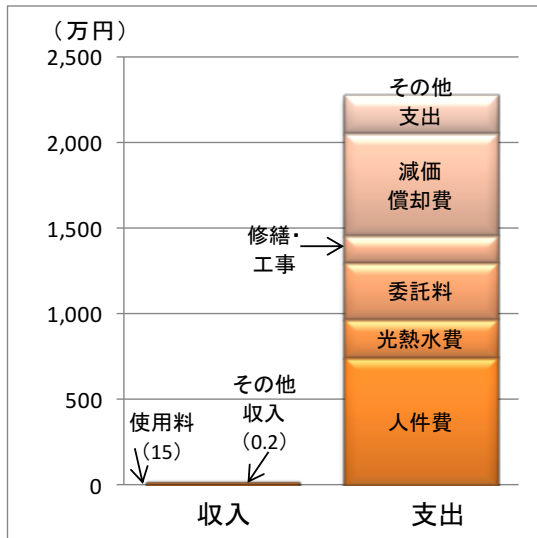 （万円）
2,500
2,000
1,500
1,000
500
0
その他
支出
減価
償却費
修繕・
工事
委託料
光熱水費
人件費
その他
収入
（0.2）
使用料
（15）
収入
支出